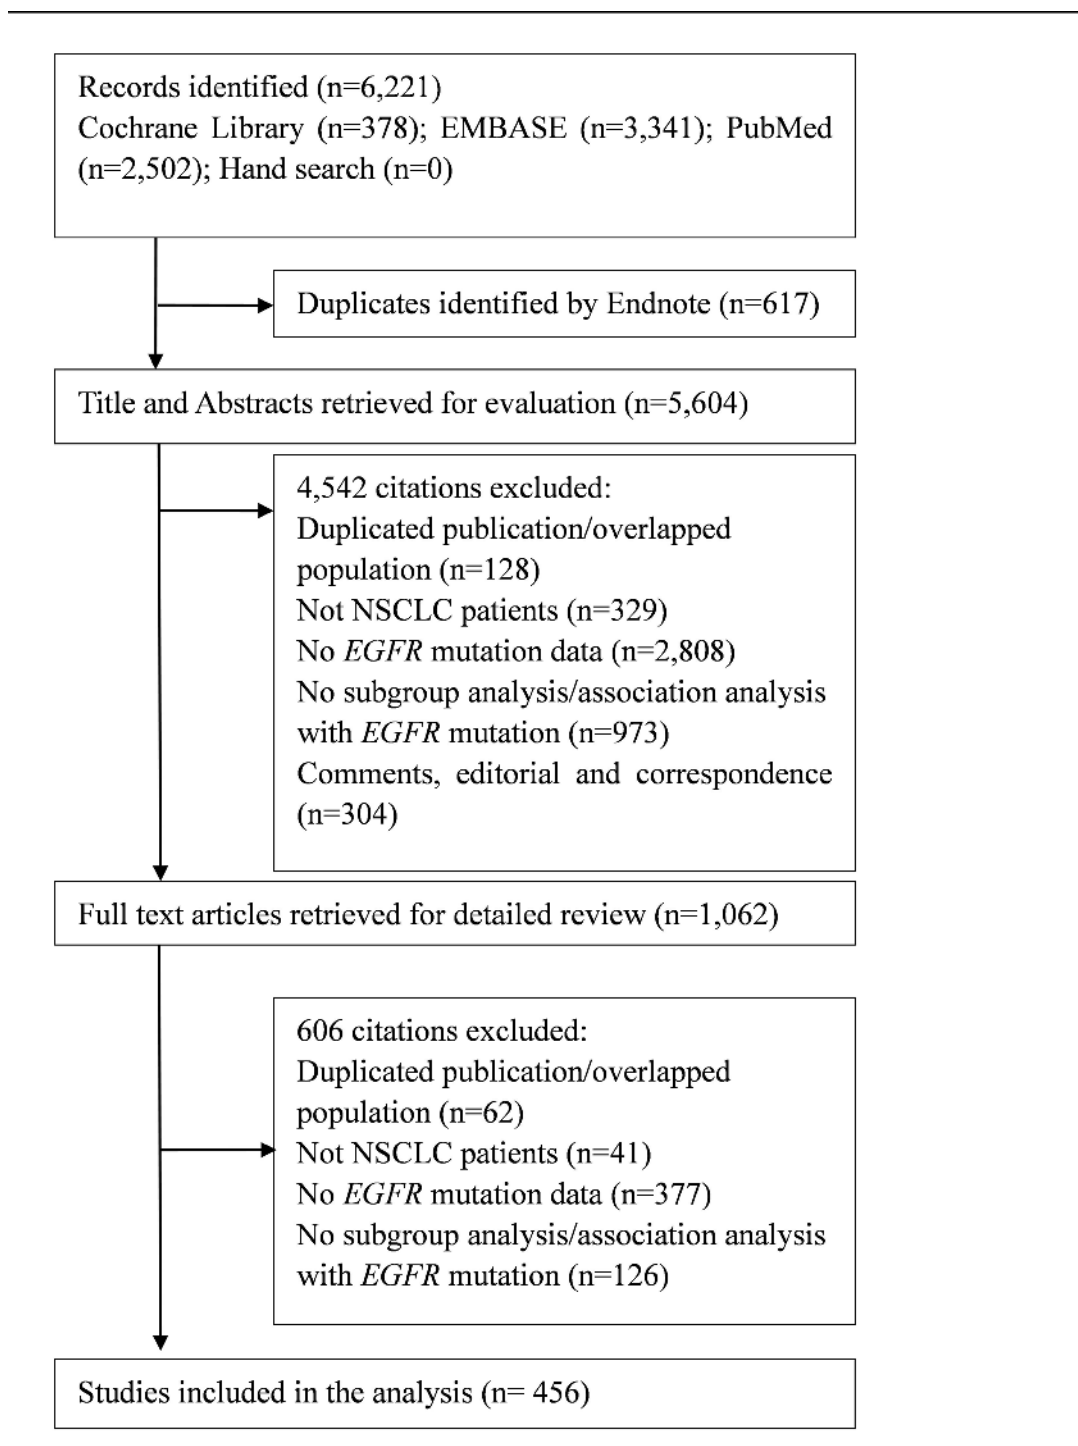 Records identified (n=6,221)
Cochrane Library (n=378); EMBASE (n=3,341); PubMed
(n=2,502); Hand search (n=0)
Duplicates identified by Endnote (n=617)
Title and Abstracts retrieved for evaluation (n=5,604)
4,542 citations excluded:
Duplicated publication/overlapped
population (n=128)
Not NSCLC patients (n=329)
No EGFR mutation data (n=2,808)
No subgroup analysis/association analysis
with EGFR mutation (n=973)
Comments, editorial and correspondence
(n=304)
Full text articles retrieved for detailed review (n=1,062)
606 citations excluded:
Duplicated publication/overlapped
population (n=62)
Not NSCLC patients (n=41)
No EGFR mutation data (n=377)
No subgroup analysis/association analysis
with EGFR mutation (n=126)
Studies included in the analysis (n= 456)